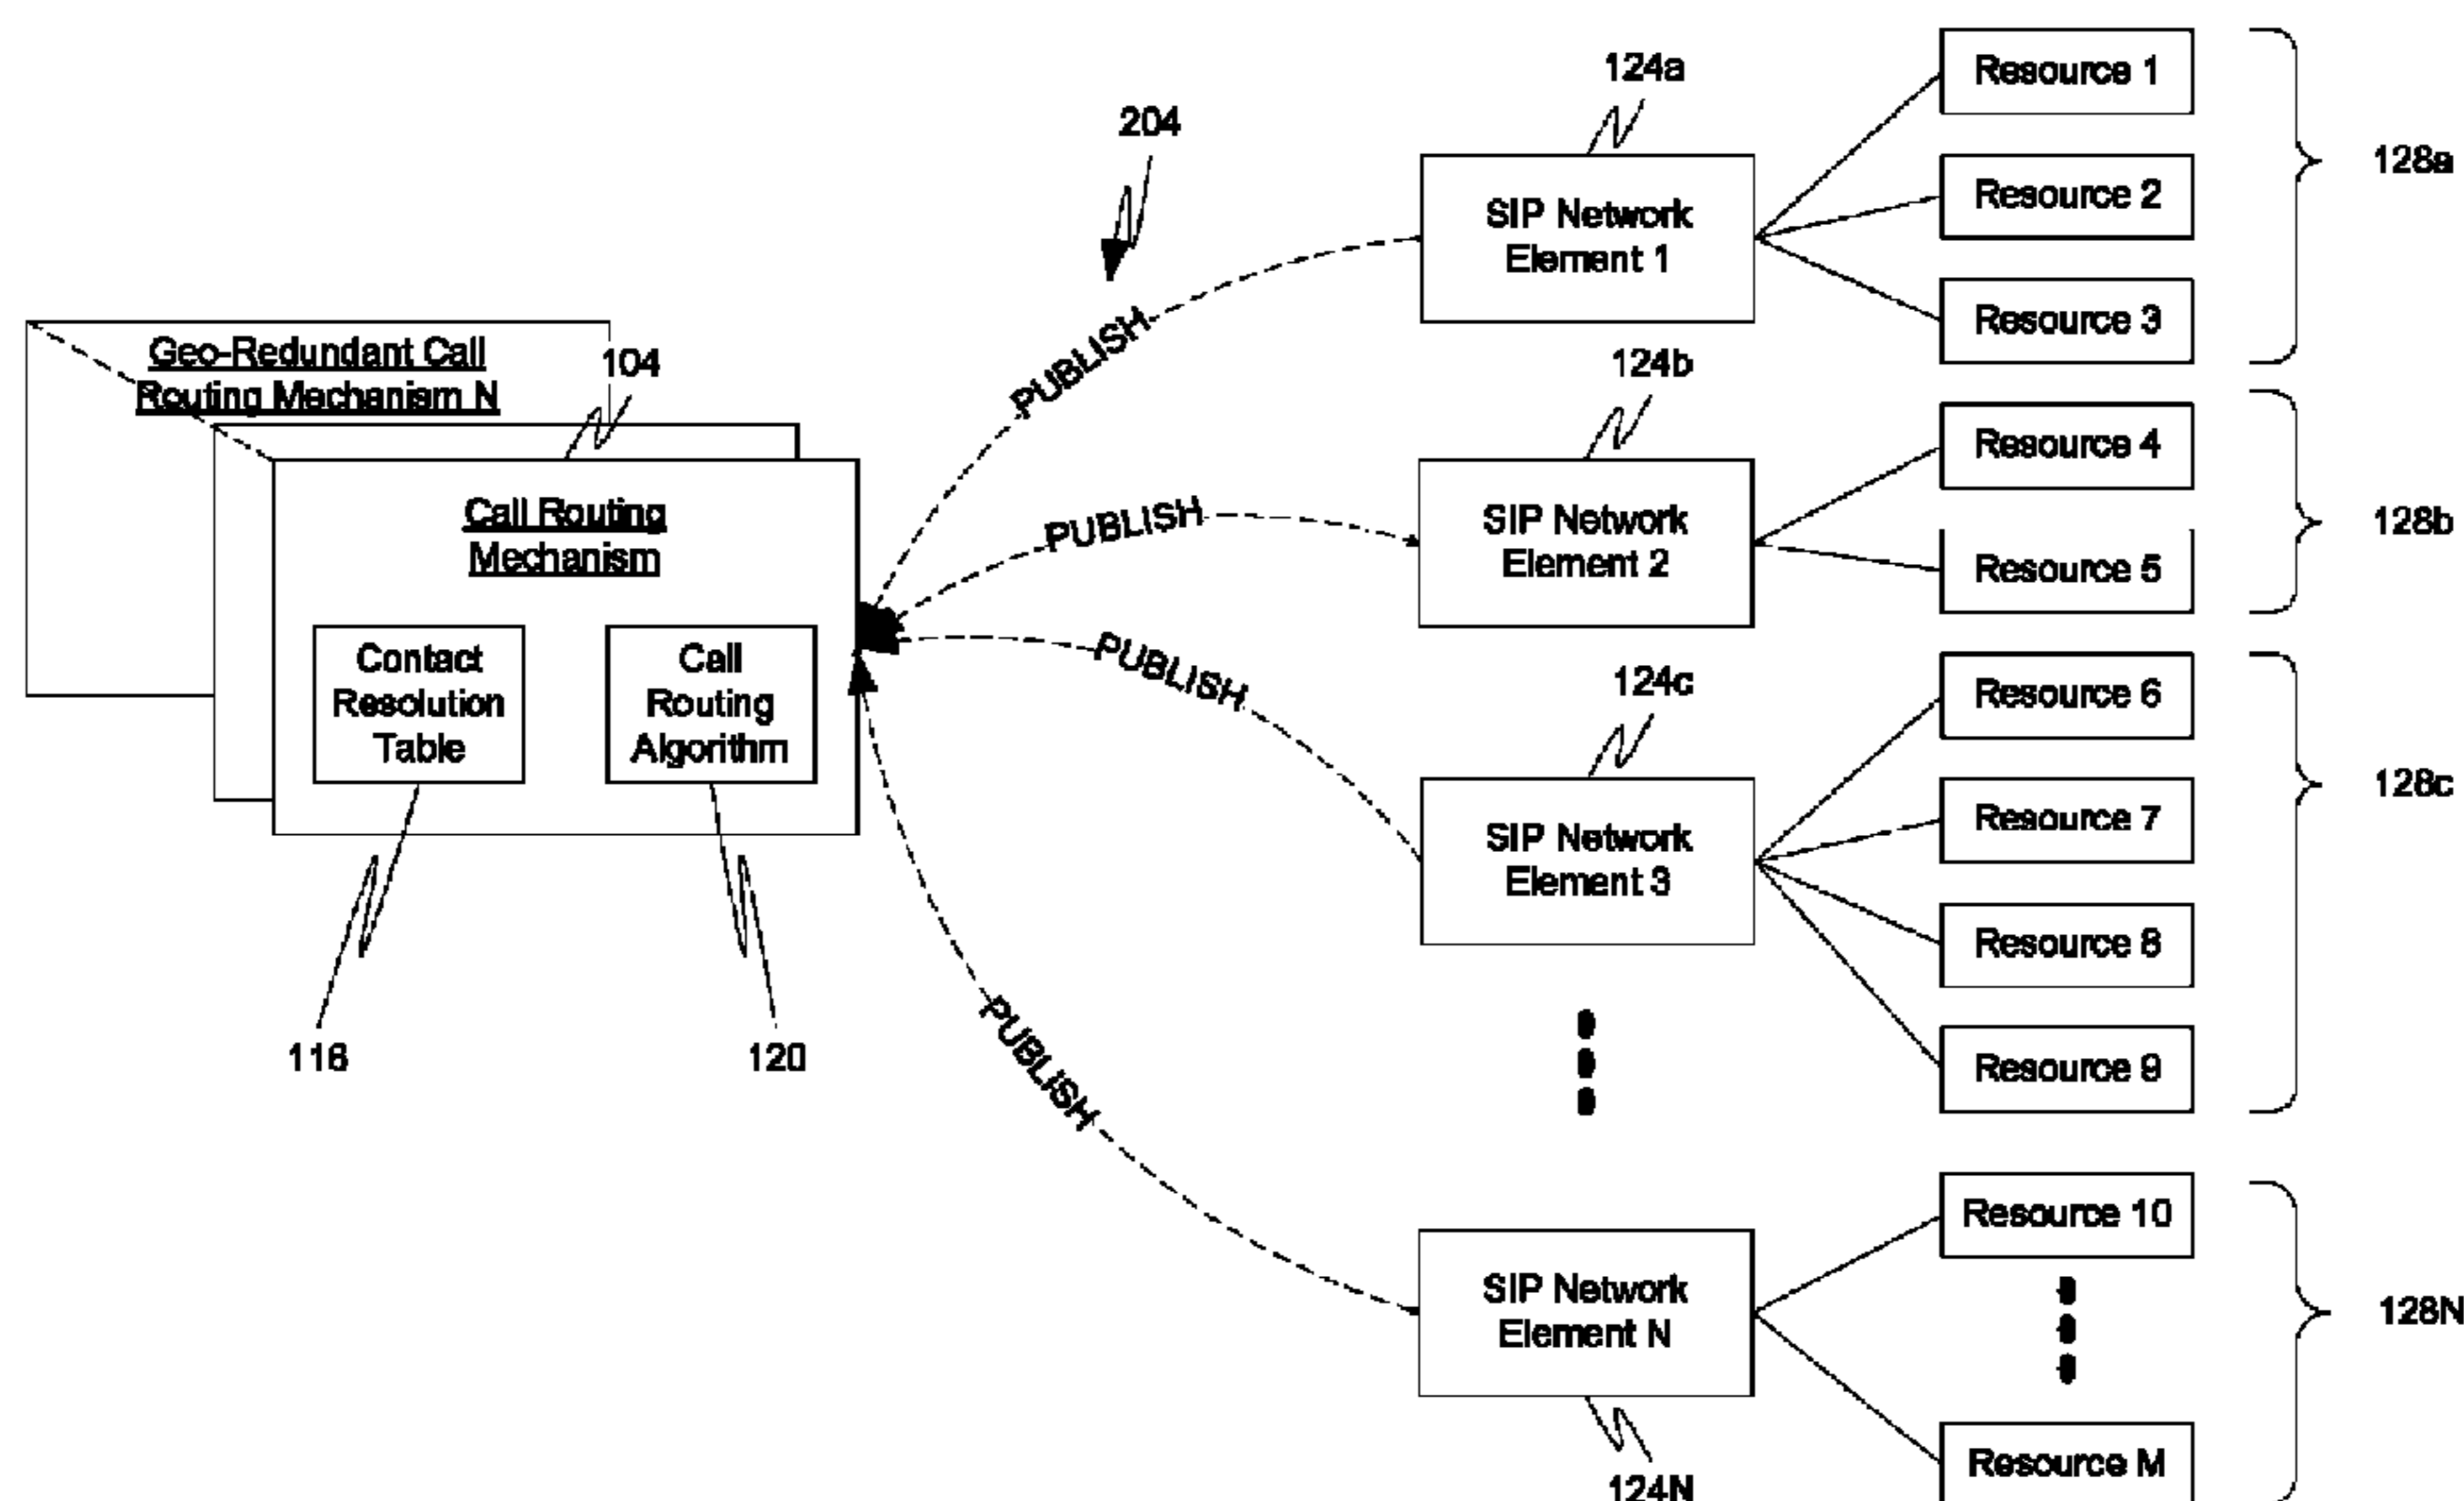 204
124a
Resource 1
Resource 2
Resource 3
128a
SIP Network
Element 1
PUBLISH
Geo-Redundant Call
Routing Mechanism N
104
124b
Resource 4
Resource 5
128b
SIP Network
Element 2
PUBLISH
Call Routing
Mechanism
Contact
Resolution
Table
Call
Routing
Algorithm
PUBLISH
124c
Resource 6
Resource 7
Resource 8
Resource 9
128c
SIP Network
Element 3
116
120
PUBLISH
SIP Network
Element N
124N
Resource 10
Resource M
128N